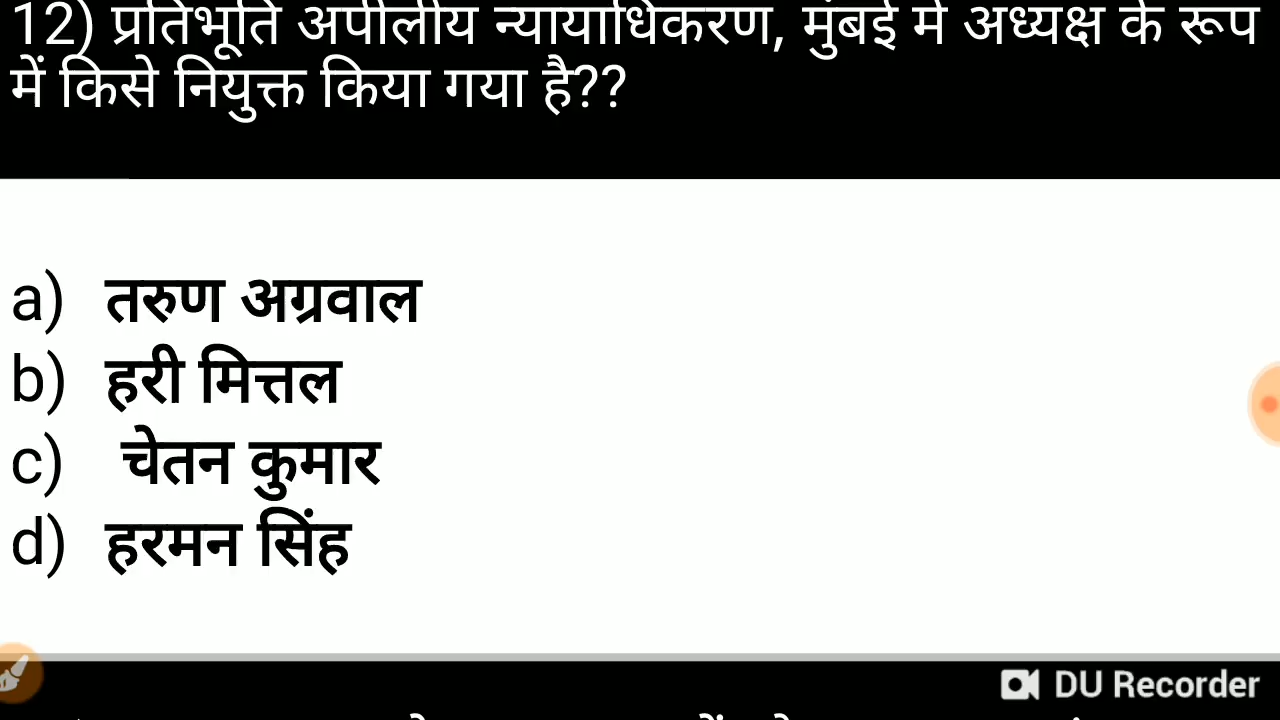 12) प्रतिभूति अपीलीय न्यायाधिकरण, मुंबई में अध्यक्ष के रूप
में किसे नियुक्त किया गया है??
a) तरुण अग्रवाल
b) हरी मित्तल
c) चेतन कुमार
d) हरमन सिंह
DU Recorder